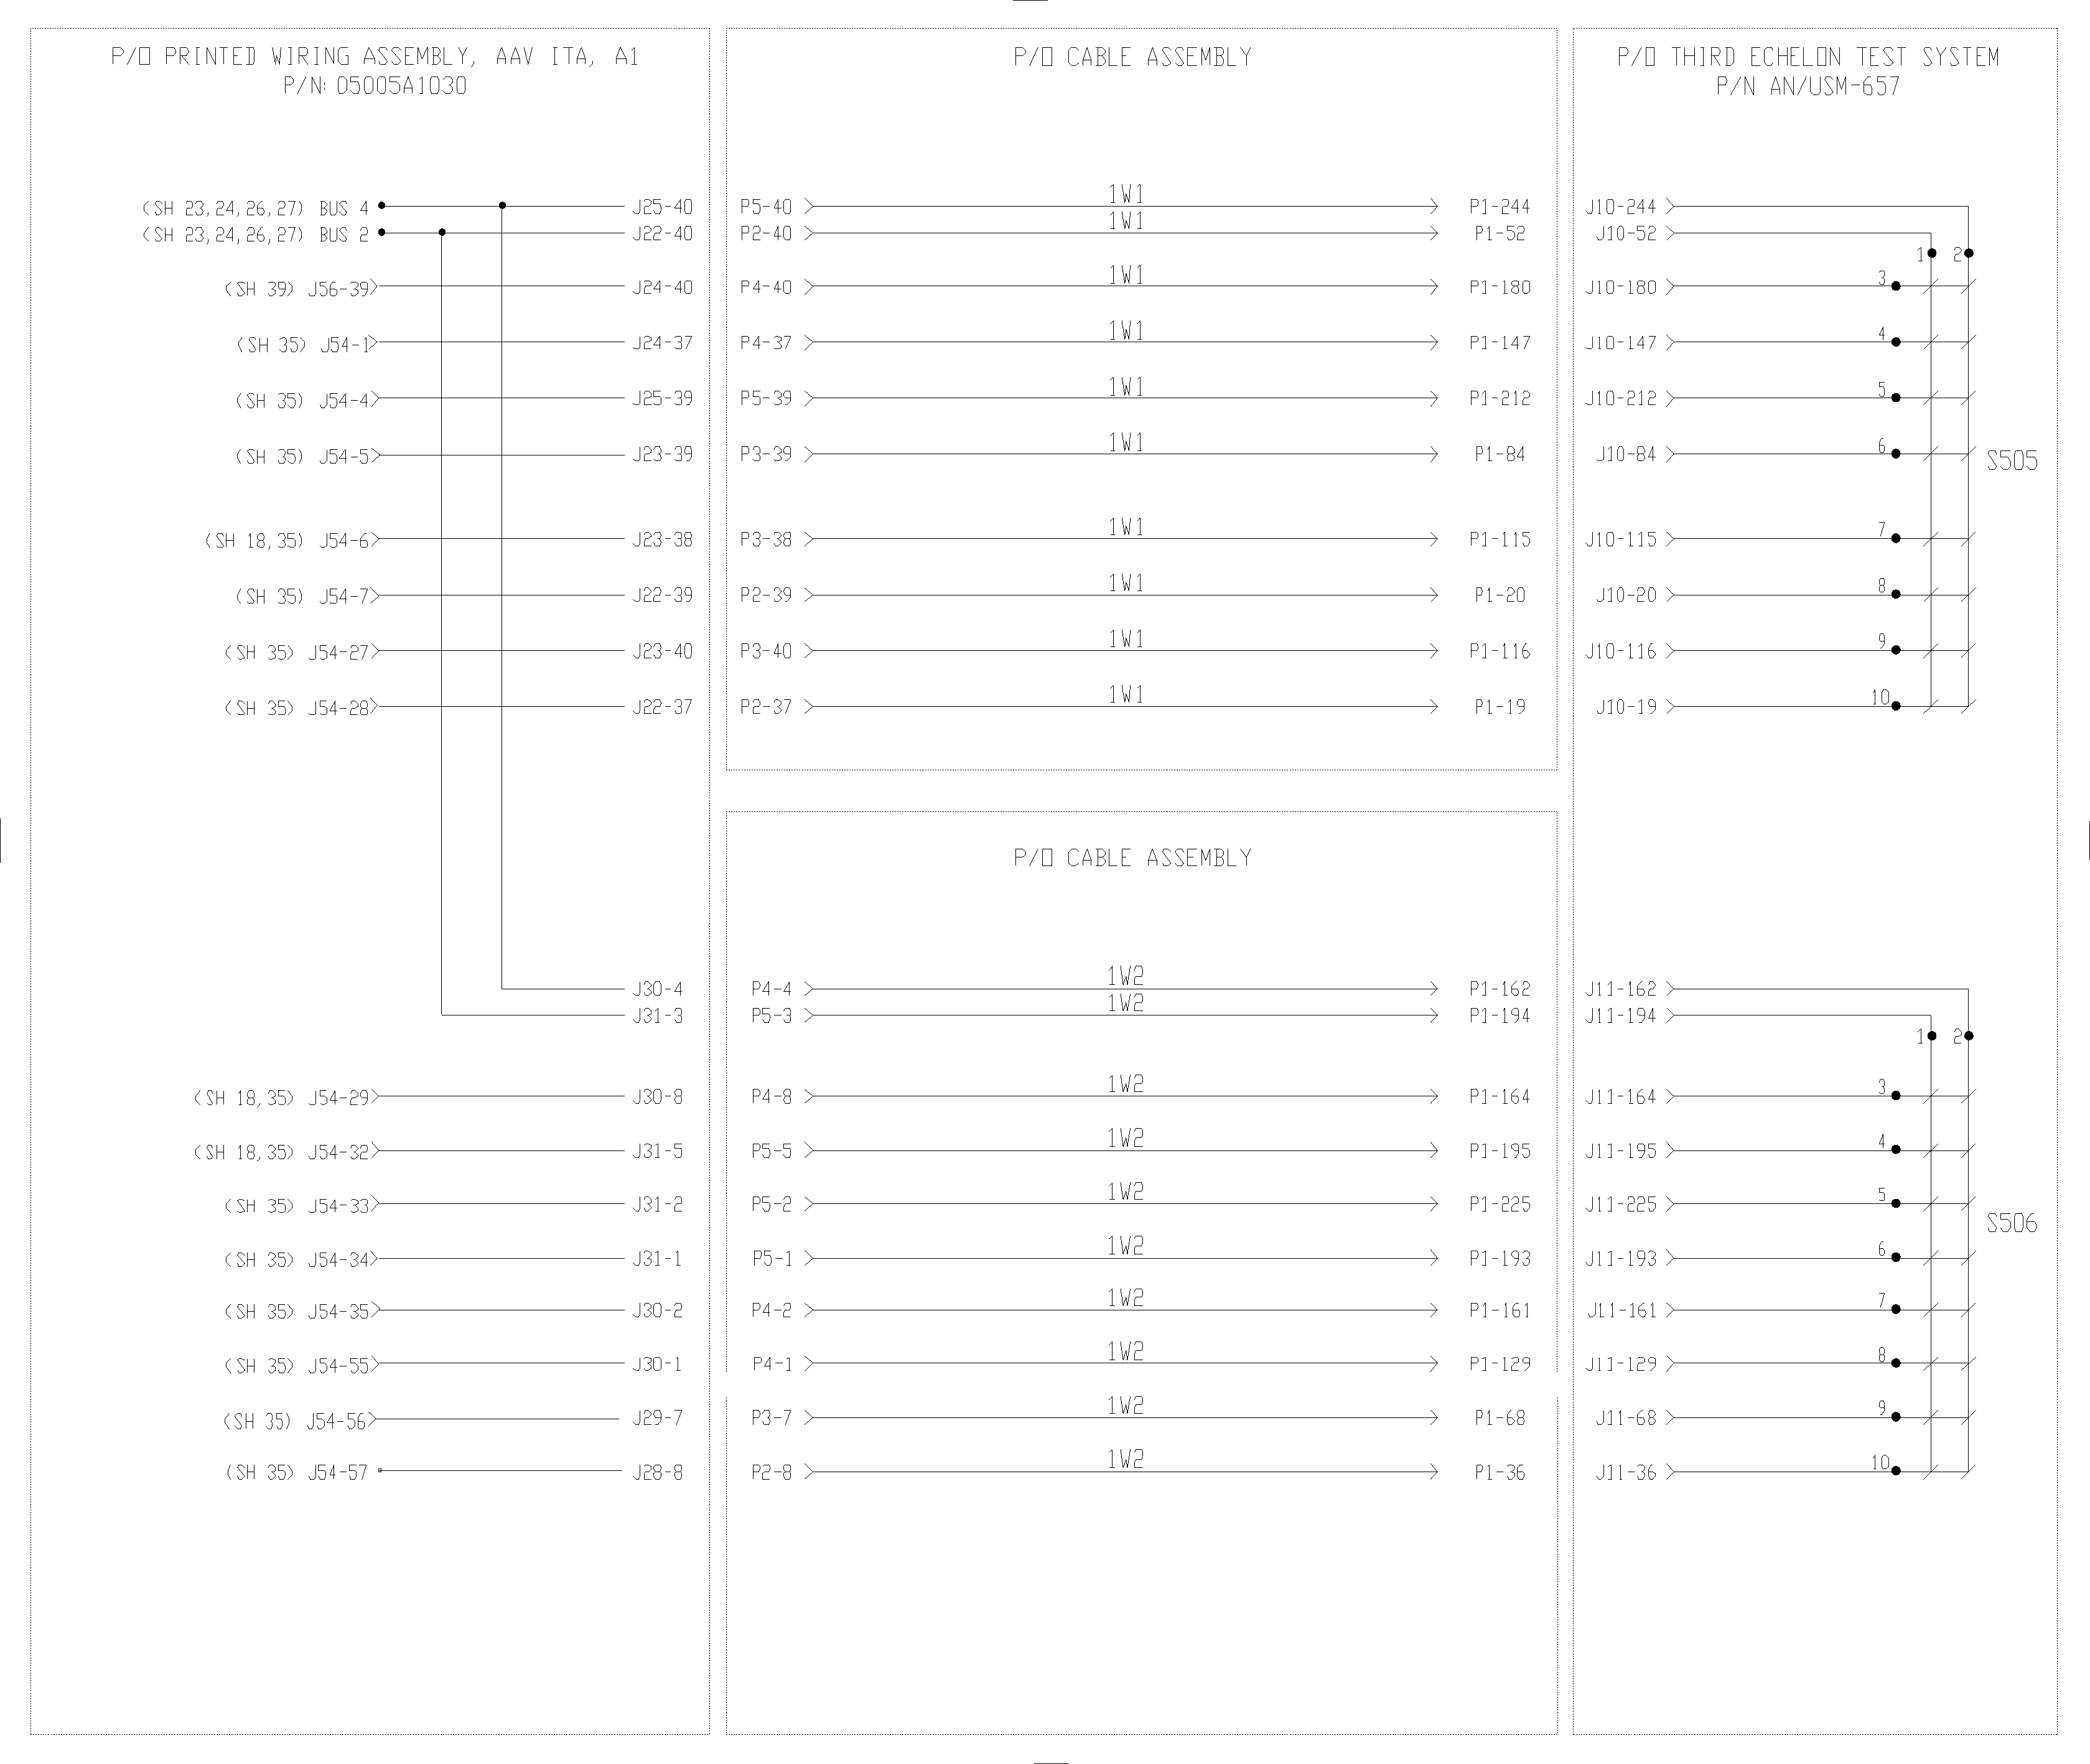 P/O PRINTED WIRING ASSEMBLY, AAV ITA, A1
P/N: 05005A1030
P/O CABLE ASSEMBLY
P/O THIRD ECHELON TEST SYSTEM
P/N AN/USM-657
(SH 23,24,26,27) BUS 4 J25-40 P5-40 1W1 P1-244 J10-244
(SH 23,24,26,27) BUS 2 J22-40 P2-40 1W1 P1-52 J10-52
1 2
(SH 39) J56-39 J24-40 P4-40 1W1 P1-180 J10-180 3
(SH 35) J54-1 J24-37 P4-37 1W1 P1-147 J10-147 4
(SH 35) J54-4 J25-39 P5-39 1W1 P1-212 J10-212 5
(SH 35) J54-5 J23-39 P3-39 1W1 P1-84 J10-84 6
S505
(SH 18,35) J54-6 J23-38 P3-38 1W1 P1-115 J10-115 7
(SH 35) J54-7 J22-39 P2-39 1W1 P1-20 J10-20 8
(SH 35) J54-27 J23-40 P3-40 1W1 P1-116 J10-116 9
(SH 35) J54-28 J22-37 P2-37 1W1 P1-19 J10-19 10
P/O CABLE ASSEMBLY
J30-4 P4-4 1W2 P1-162 J11-162
J31-3 P5-3 1W2 P1-194 J11-194
1 2
(SH 18,35) J54-29 J30-8 P4-8 1W2 P1-164 J11-164 3
(SH 18,35) J54-32 J31-5 P5-5 1W2 P1-195 J11-195 4
(SH 35) J54-33 J31-2 P5-2 1W2 P1-225 J11-225 5
S506
(SH 35) J54-34 J31-1 P5-1 1W2 P1-193 J11-193 6
(SH 35) J54-35 J30-2 P4-2 1W2 P1-161 J11-161 7
(SH 35) J54-55 J30-1 P4-1 1W2 P1-129 J11-129 8
(SH 35) J54-56 J29-7 P3-7 1W2 P1-68 J11-68 9
(SH 35) J54-57 J28-8 P2-8 1W2 P1-36 J11-36 10